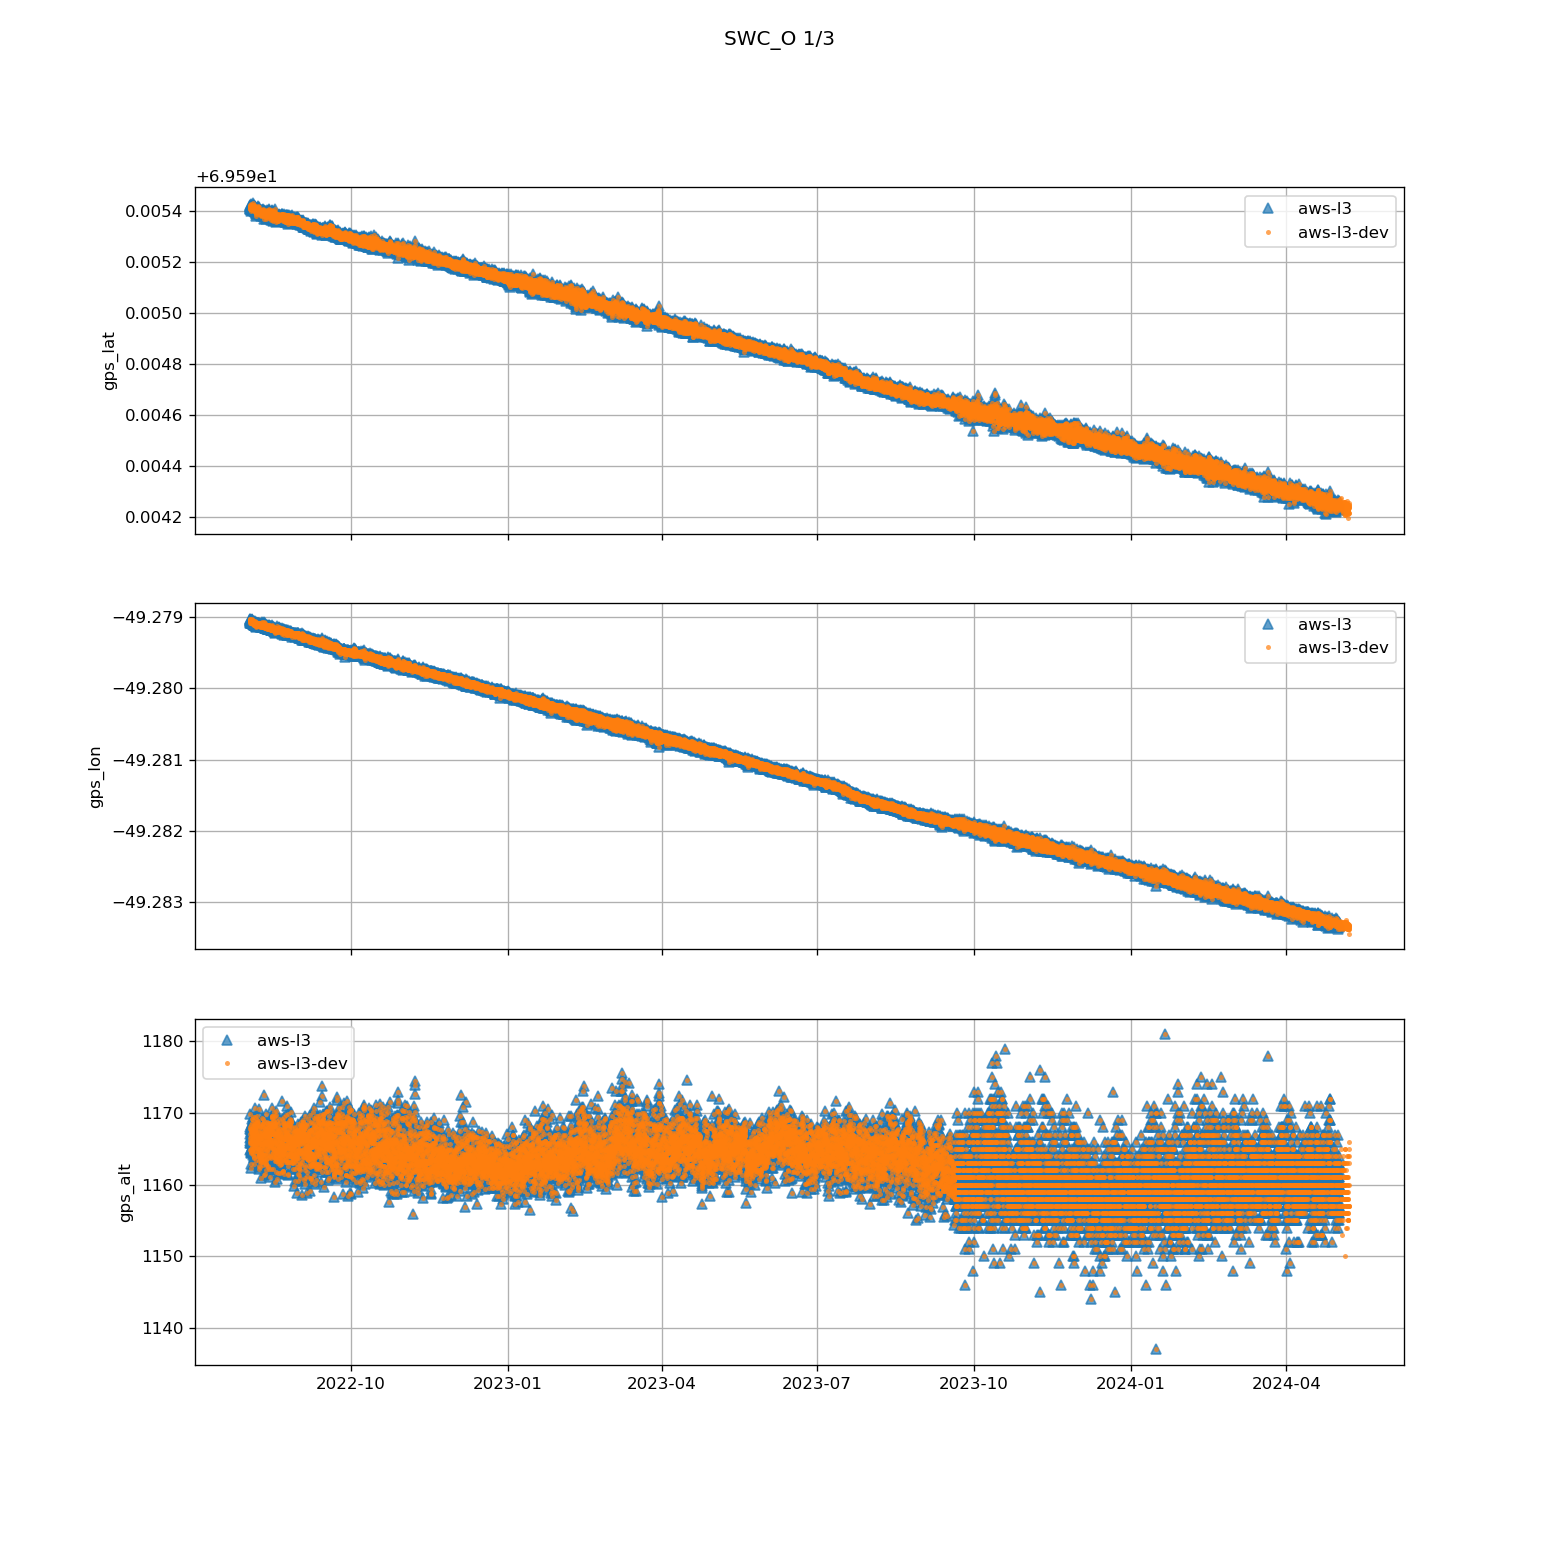 SWC_O 1/3
+6.959e1
0.0054
0.0052
0.0050
0.0048
0.0046
0.0044
0.0042
gps_lat
aws-l3
aws-l3-dev
−49.279
−49.280
−49.281
−49.282
−49.283
gps_lon
aws-l3
aws-l3-dev
1180
1170
1160
1150
1140
gps_alt
aws-l3
aws-l3-dev
2022-10
2023-01
2023-04
2023-07
2023-10
2024-01
2024-04